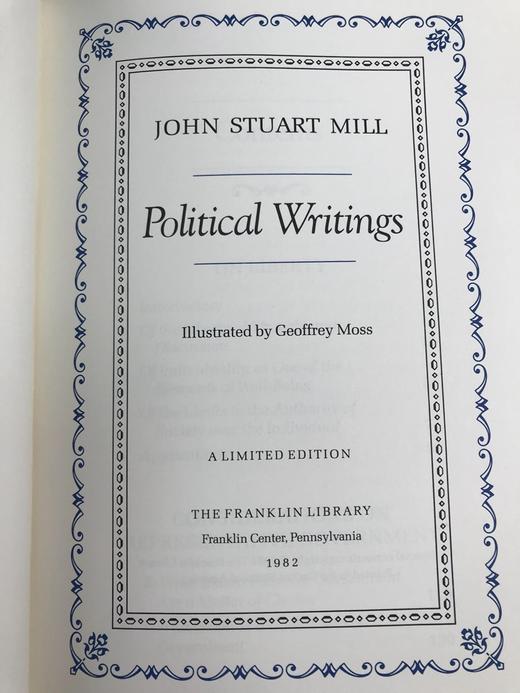 JOHN STUART MILL
Political Writings
Illustrated by Geoffrey Moss
A LIMITED EDITION
THE FRANKLIN LIBRARY
Franklin Center, Pennsylvania
1982